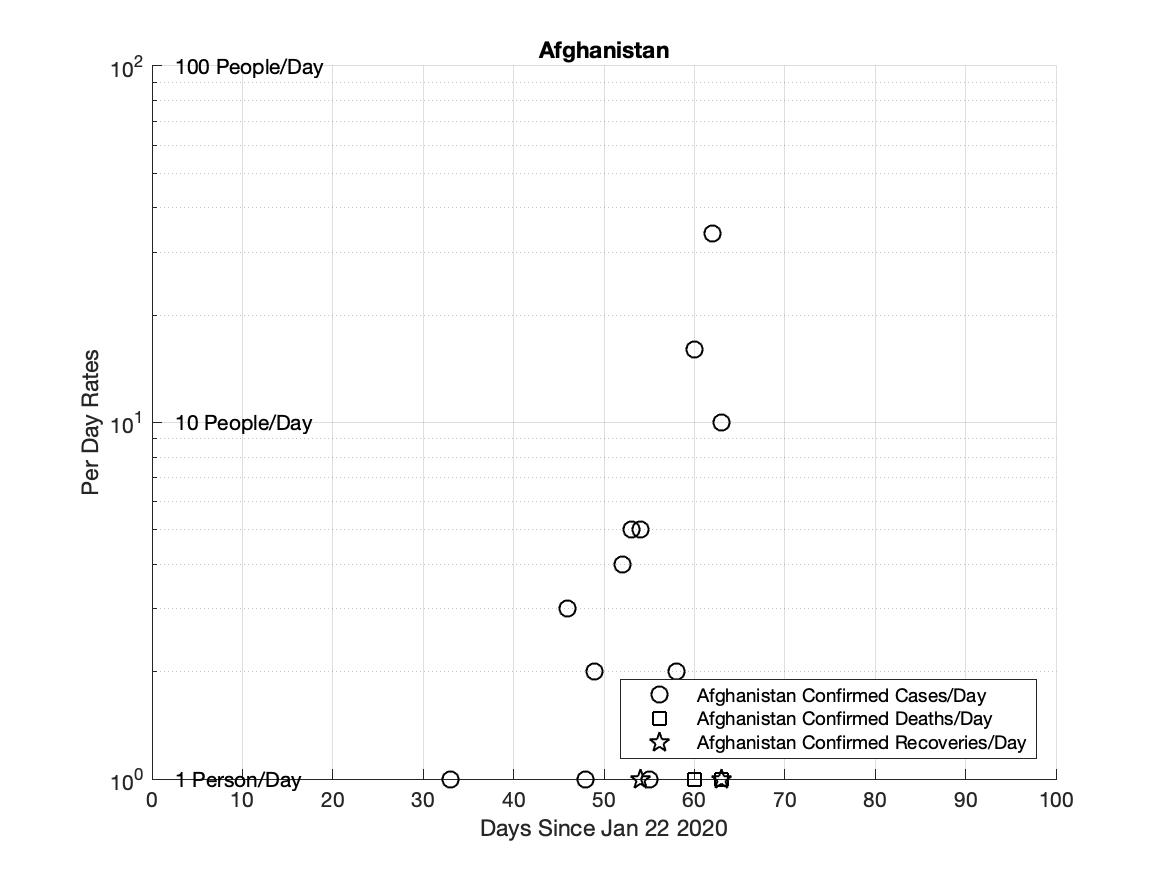 Afghanistan
10^2
100 People/Day
10^1
10 People/Day
10^0
1 Person/Day
Per Day Rates
Afghanistan Confirmed Cases/Day
Afghanistan Confirmed Deaths/Day
Afghanistan Confirmed Recoveries/Day
0 10 20 30 40 50 60 70 80 90 100
Days Since Jan 22 2020